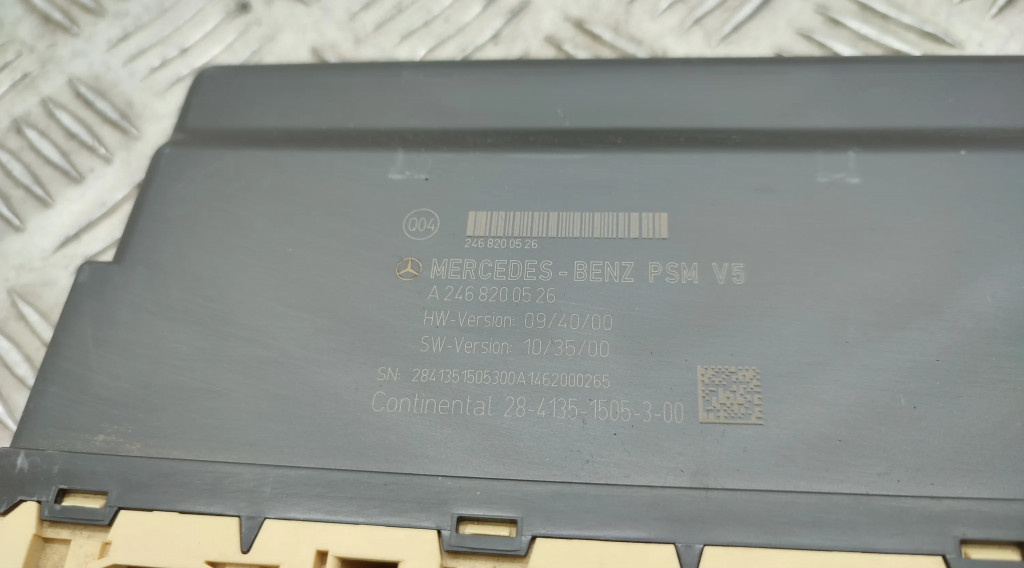 Q04
246 820 05 26
MERCEDES-BENZ PSM V5
A 246 820 05 26
HW-Version: 09/40/00
SW-Version: 10/35/00
SN: 2841351505300A1462000265
Continental 28-4135-1505-3-00